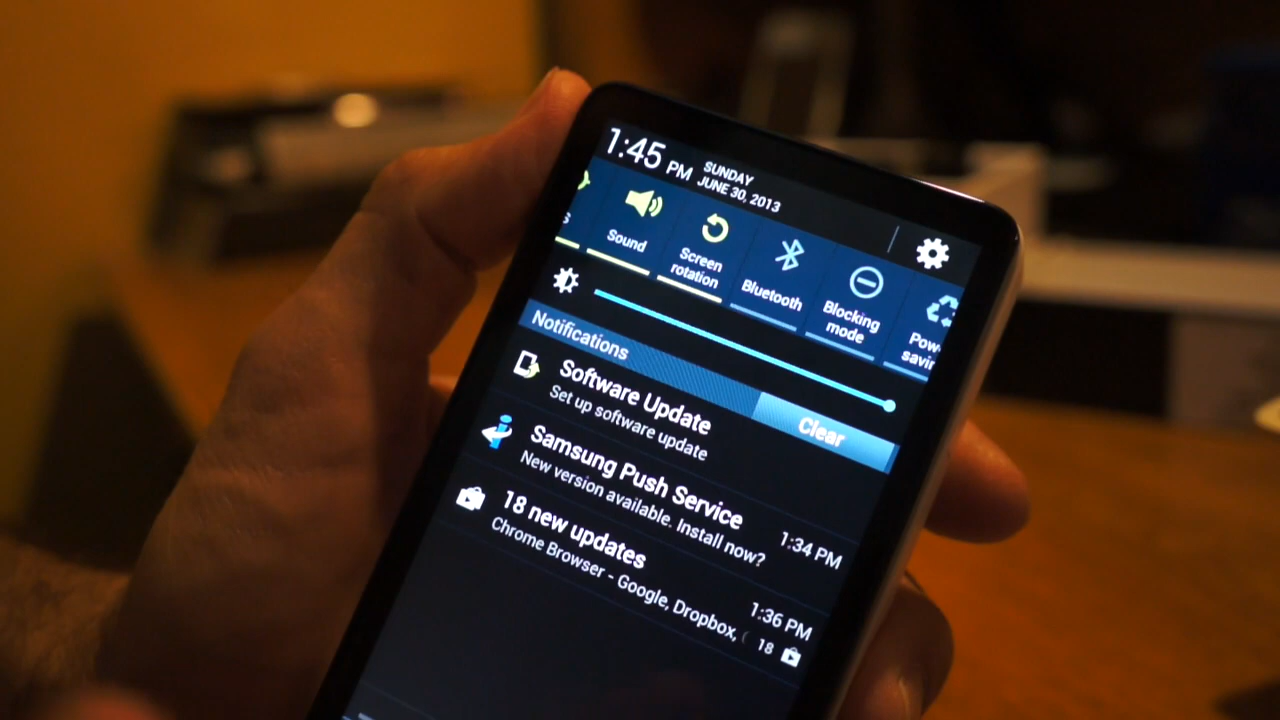 1:45 PM
SUNDAY
JUNE 30, 2013
s
Sound
Screen
rotation
Bluetooth
Blocking
mode
Pow
savin
Notifications
Clear
Software Update
Set up software update
Samsung Push Service
New version available. Install now?
1:34 PM
18 new updates
Chrome Browser - Google, Dropbox,
1:36 PM
18